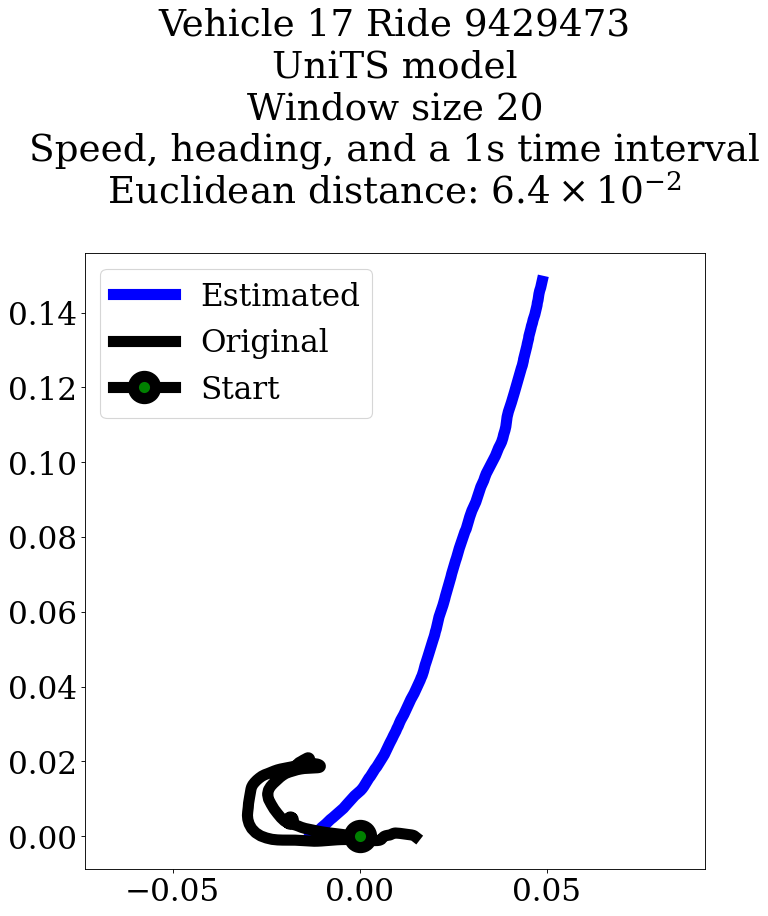 Vehicle 17 Ride 9429473
UniTS model
Window size 20
Speed, heading, and a 1s time interval
Euclidean distance: 6.4 × 10⁻²
Estimated
Original
Start
0.14
0.12
0.10
0.08
0.06
0.04
0.02
0.00
−0.05 0.00 0.05